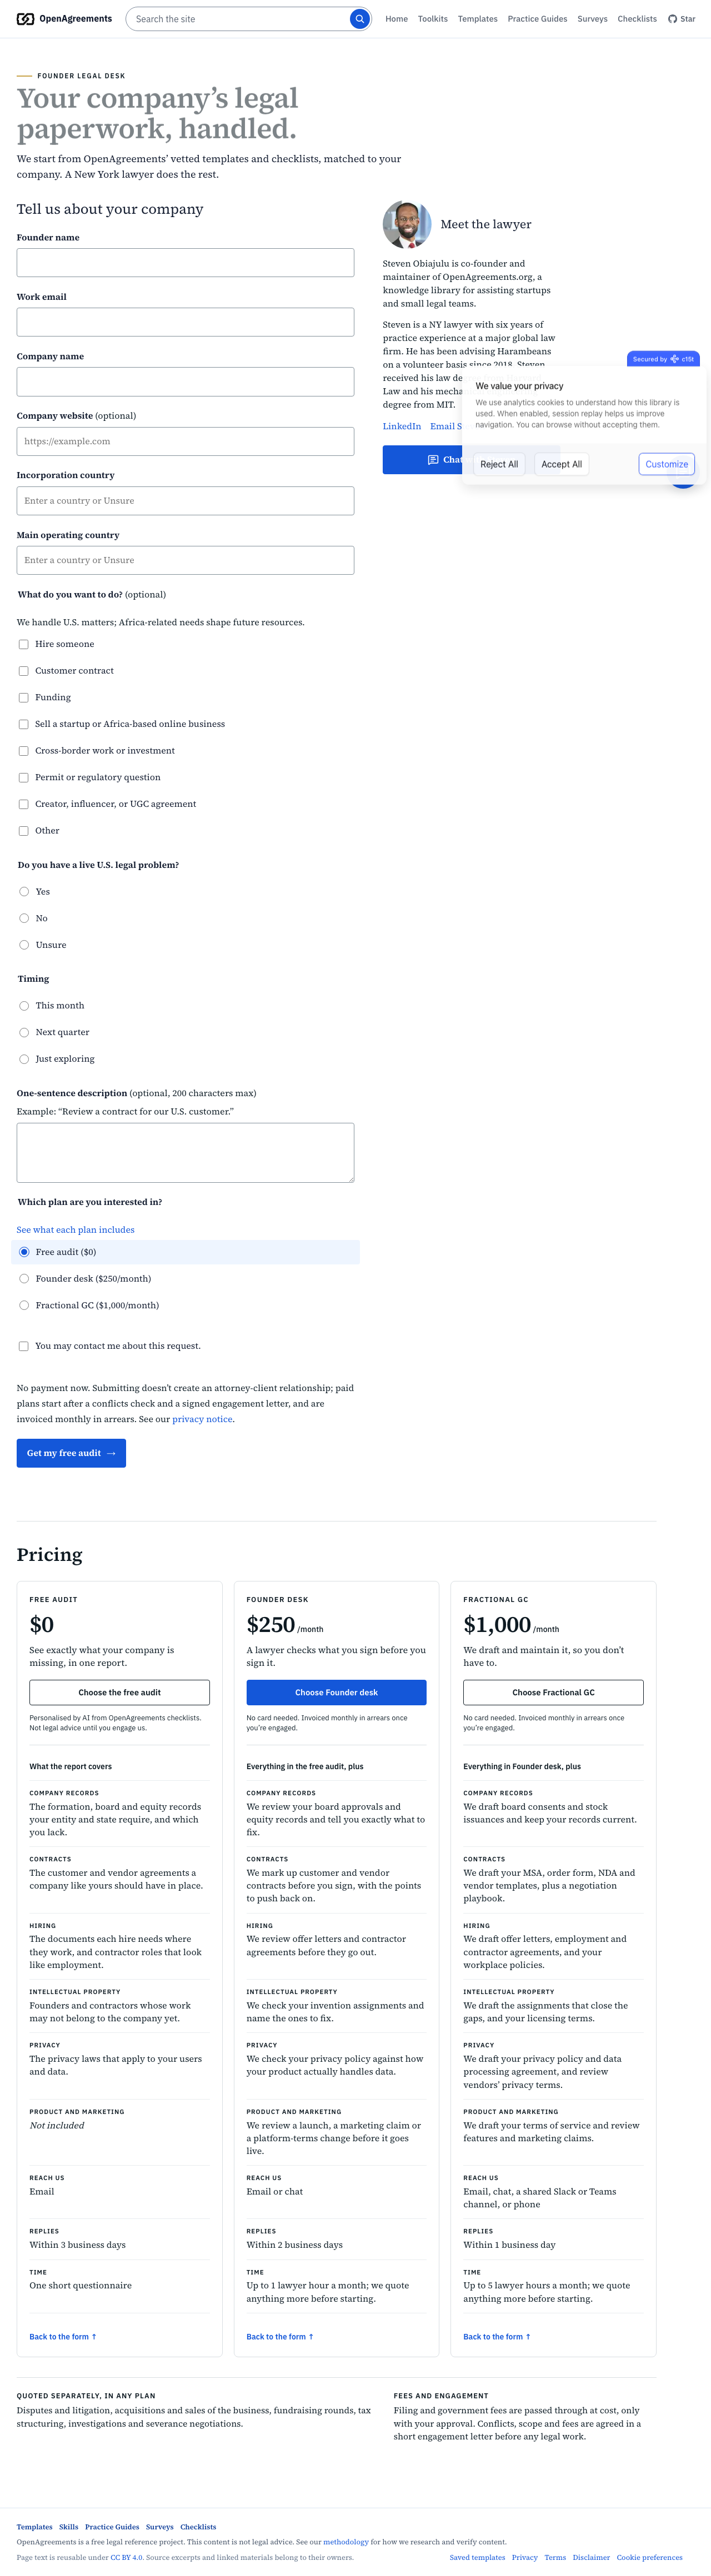 OpenAgreements
Search the site
Home Toolkits Templates Practice Guides Surveys Checklists Star
FOUNDER LEGAL DESK
Your company's legal
paperwork, handled.
We start from OpenAgreements' vetted templates and checklists, matched to your
company. A New York lawyer does the rest.
Tell us about your company
Founder name
Work email
Company name
Company website (optional)
https://example.com
Incorporation country
Enter a country or Unsure
Main operating country
Enter a country or Unsure
What do you want to do? (optional)
We handle U.S. matters; Africa-related needs shape future resources.
Hire someone
Customer contract
Funding
Sell a startup or Africa-based online business
Cross-border work or investment
Permit or regulatory question
Creator, influencer, or UGC agreement
Other
Do you have a live U.S. legal problem?
Yes
No
Unsure
Timing
This month
Next quarter
Just exploring
One-sentence description (optional, 200 characters max)
Example: “Review a contract for our U.S. customer.”
Which plan are you interested in?
See what each plan includes
Free audit ($0)
Founder desk ($250/month)
Fractional GC ($1,000/month)
You may contact me about this request.
No payment now. Submitting doesn't create an attorney-client relationship; paid
plans start after a conflicts check and a signed engagement letter, and are
invoiced monthly in arrears. See our privacy notice.
Get my free audit →
Meet the lawyer
Steven Obiajulu is co-founder and
maintainer of OpenAgreements.org, a
knowledge library for assisting startups
and small legal teams.
Steven is a NY lawyer with six years of
practice experience at a major global law
firm. He has been advising Harambeans
on a volunteer basis since 2018. Steven
received his law de
Law and his mecha
degree from MIT.
LinkedIn Email S
Chat
Secured by c15t
We value your privacy
We use analytics cookies to understand how this library is
used. When enabled, session replay helps us improve
navigation. You can browse without accepting them.
Reject All Accept All Customize
Pricing
FREE AUDIT
$0
See exactly what your company is
missing, in one report.
Choose the free audit
Personalised by AI from OpenAgreements checklists.
Not legal advice until you engage us.
What the report covers
COMPANY RECORDS
The formation, board and equity records
your entity and state require, and which
you lack.
CONTRACTS
The customer and vendor agreements a
company like yours should have in place.
HIRING
The documents each hire needs where
they work, and contractor roles that look
like employment.
INTELLECTUAL PROPERTY
Founders and contractors whose work
may not belong to the company yet.
PRIVACY
The privacy laws that apply to your users
and data.
PRODUCT AND MARKETING
Not included
REACH US
Email
REPLIES
Within 3 business days
TIME
One short questionnaire
Back to the form ↑
FOUNDER DESK
$250 /month
A lawyer checks what you sign before you
sign it.
Choose Founder desk
No card needed. Invoiced monthly in arrears once
you're engaged.
Everything in the free audit, plus
COMPANY RECORDS
We review your board approvals and
equity records and tell you exactly what to
fix.
CONTRACTS
We mark up customer and vendor
contracts before you sign, with the points
to push back on.
HIRING
We review offer letters and contractor
agreements before they go out.
INTELLECTUAL PROPERTY
We check your invention assignments and
name the ones to fix.
PRIVACY
We check your privacy policy against how
your product actually handles data.
PRODUCT AND MARKETING
We review a launch, a marketing claim or
a platform-terms change before it goes
live.
REACH US
Email or chat
REPLIES
Within 2 business days
TIME
Up to 1 lawyer hour a month; we quote
anything more before starting.
Back to the form ↑
FRACTIONAL GC
$1,000 /month
We draft and maintain it, so you don't
have to.
Choose Fractional GC
No card needed. Invoiced monthly in arrears once
you're engaged.
Everything in Founder desk, plus
COMPANY RECORDS
We draft board consents and stock
issuances and keep your records current.
CONTRACTS
We draft your MSA, order form, NDA and
vendor templates, plus a negotiation
playbook.
HIRING
We draft offer letters, employment and
contractor agreements, and your
workplace policies.
INTELLECTUAL PROPERTY
We draft the assignments that close the
gaps, and your licensing terms.
PRIVACY
We draft your privacy policy and data
processing agreement, and review
vendors' privacy terms.
PRODUCT AND MARKETING
We draft your terms of service and review
features and marketing claims.
REACH US
Email, chat, a shared Slack or Teams
channel, or phone
REPLIES
Within 1 business day
TIME
Up to 5 lawyer hours a month; we quote
anything more before starting.
Back to the form ↑
QUOTED SEPARATELY, IN ANY PLAN
Disputes and litigation, acquisitions and sales of the business, fundraising rounds, tax
structuring, investigations and severance negotiations.
FEES AND ENGAGEMENT
Filing and government fees are passed through at cost, only
with your approval. Conflicts, scope and fees are agreed in a
short engagement letter before any legal work.
Templates Skills Practice Guides Surveys Checklists
OpenAgreements is a free legal reference project. This content is not legal advice. See our methodology for how we research and verify content.
Page text is reusable under CC BY 4.0. Source excerpts and linked materials belong to their owners.
Saved templates Privacy Terms Disclaimer Cookie preferences